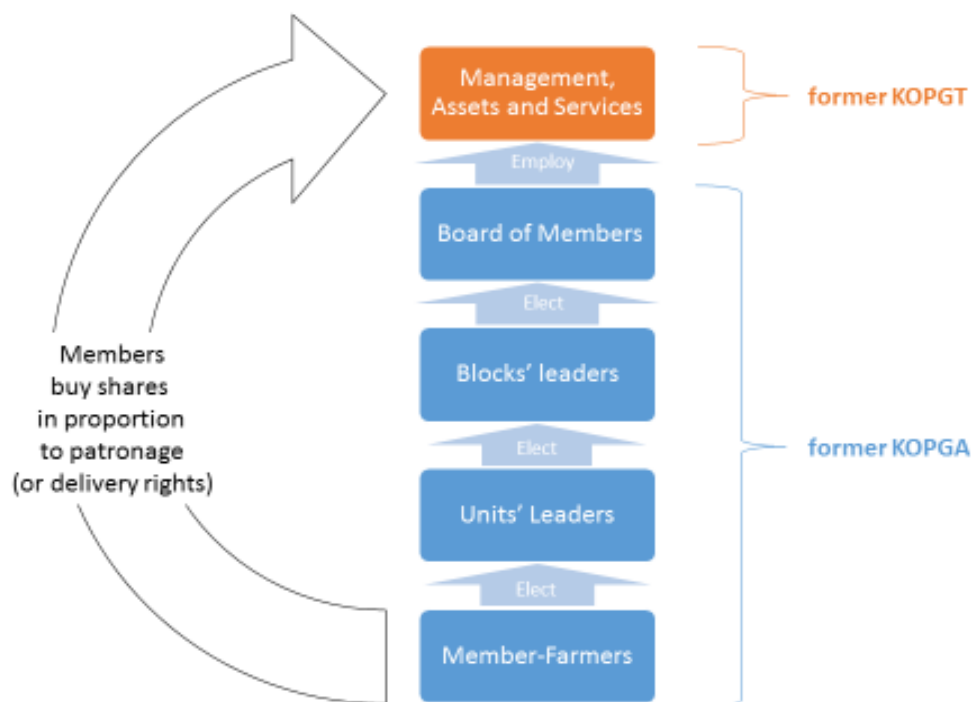 Management,
Assets and Services
former KOPGT
Employ
Board of Members
Elect
Blocks' leaders
Members
buy shares
in proportion
to patronage
(or delivery rights)
Elect
former KOPGA
Units' Leaders
Elect
Member-Farmers